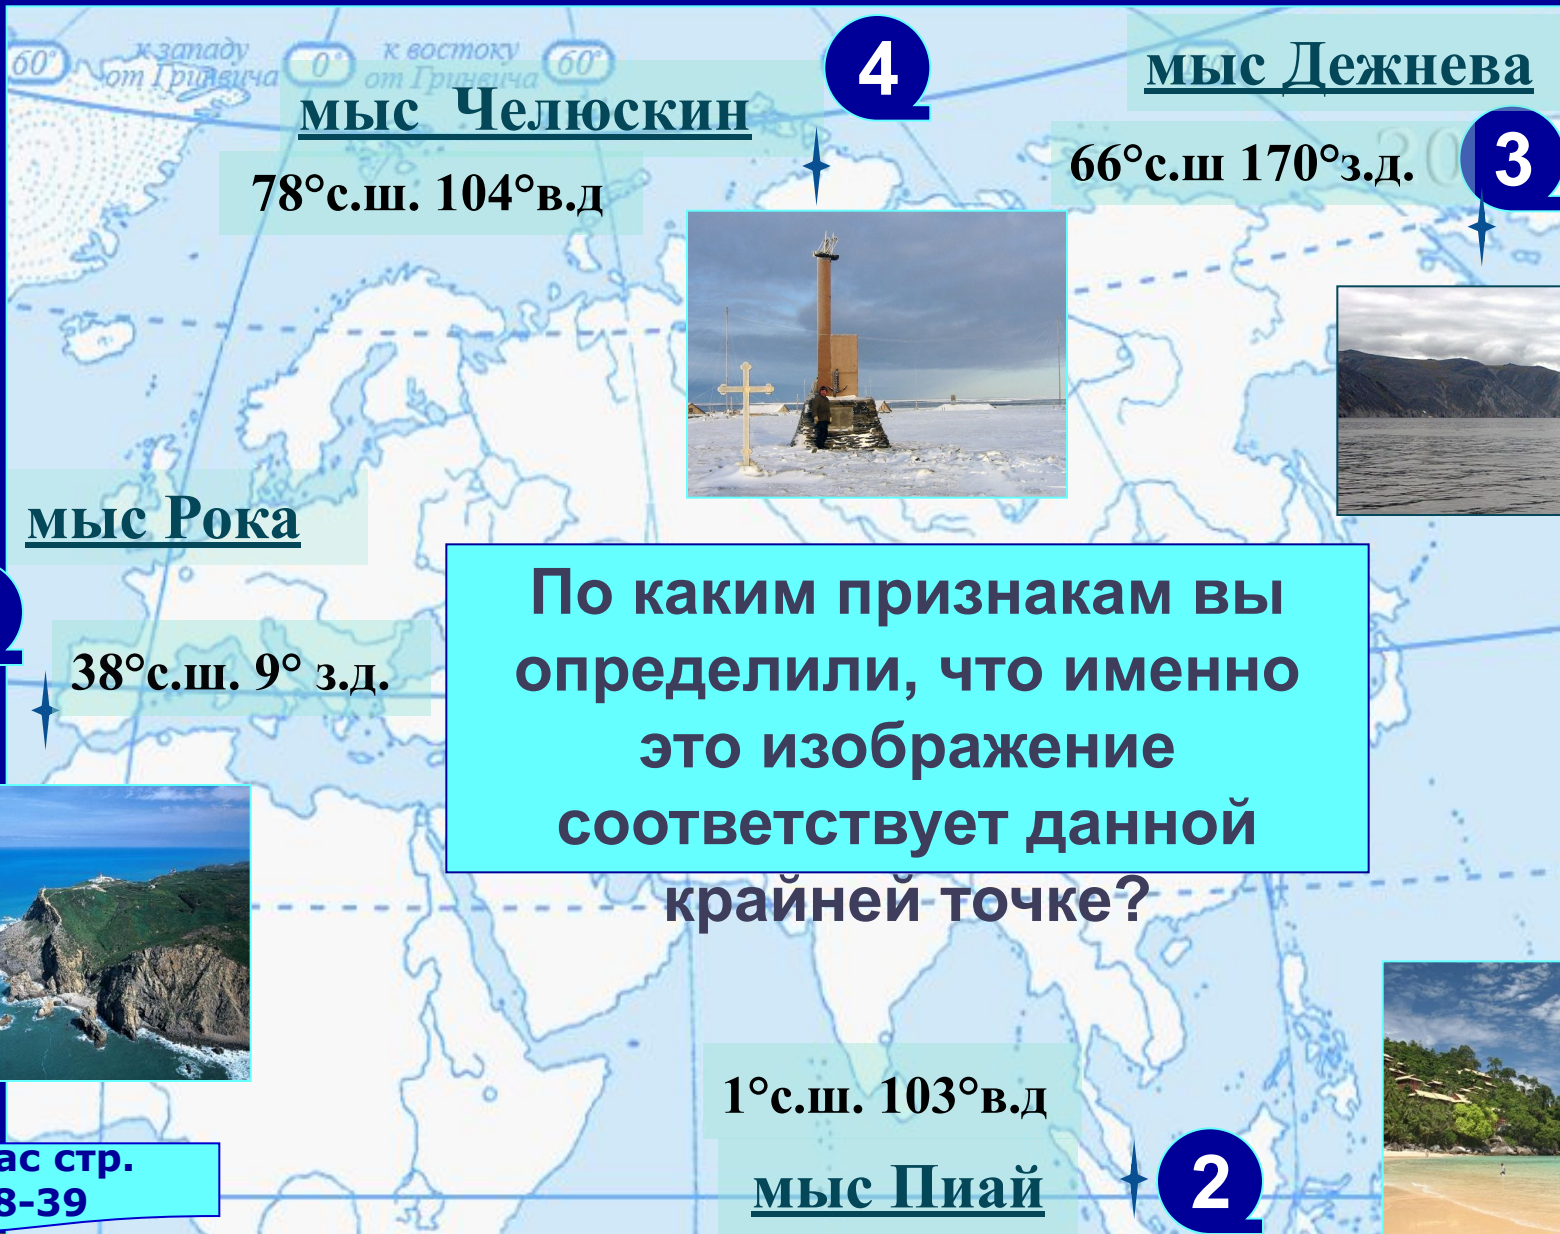 60°
к западу
от Гринвича
0°
к востоку
от Гринвича
60°
4
мыс Дежнева
мыс Челюскин
66°с.ш 170°з.д.
3
78°с.ш. 104°в.д
мыс Рока
38°с.ш. 9° з.д.
По каким признакам вы
определили, что именно
это изображение
соответствует данной
крайней точке?
1°с.ш. 103°в.д
мыс Пиай
2
ас стр.
8-39